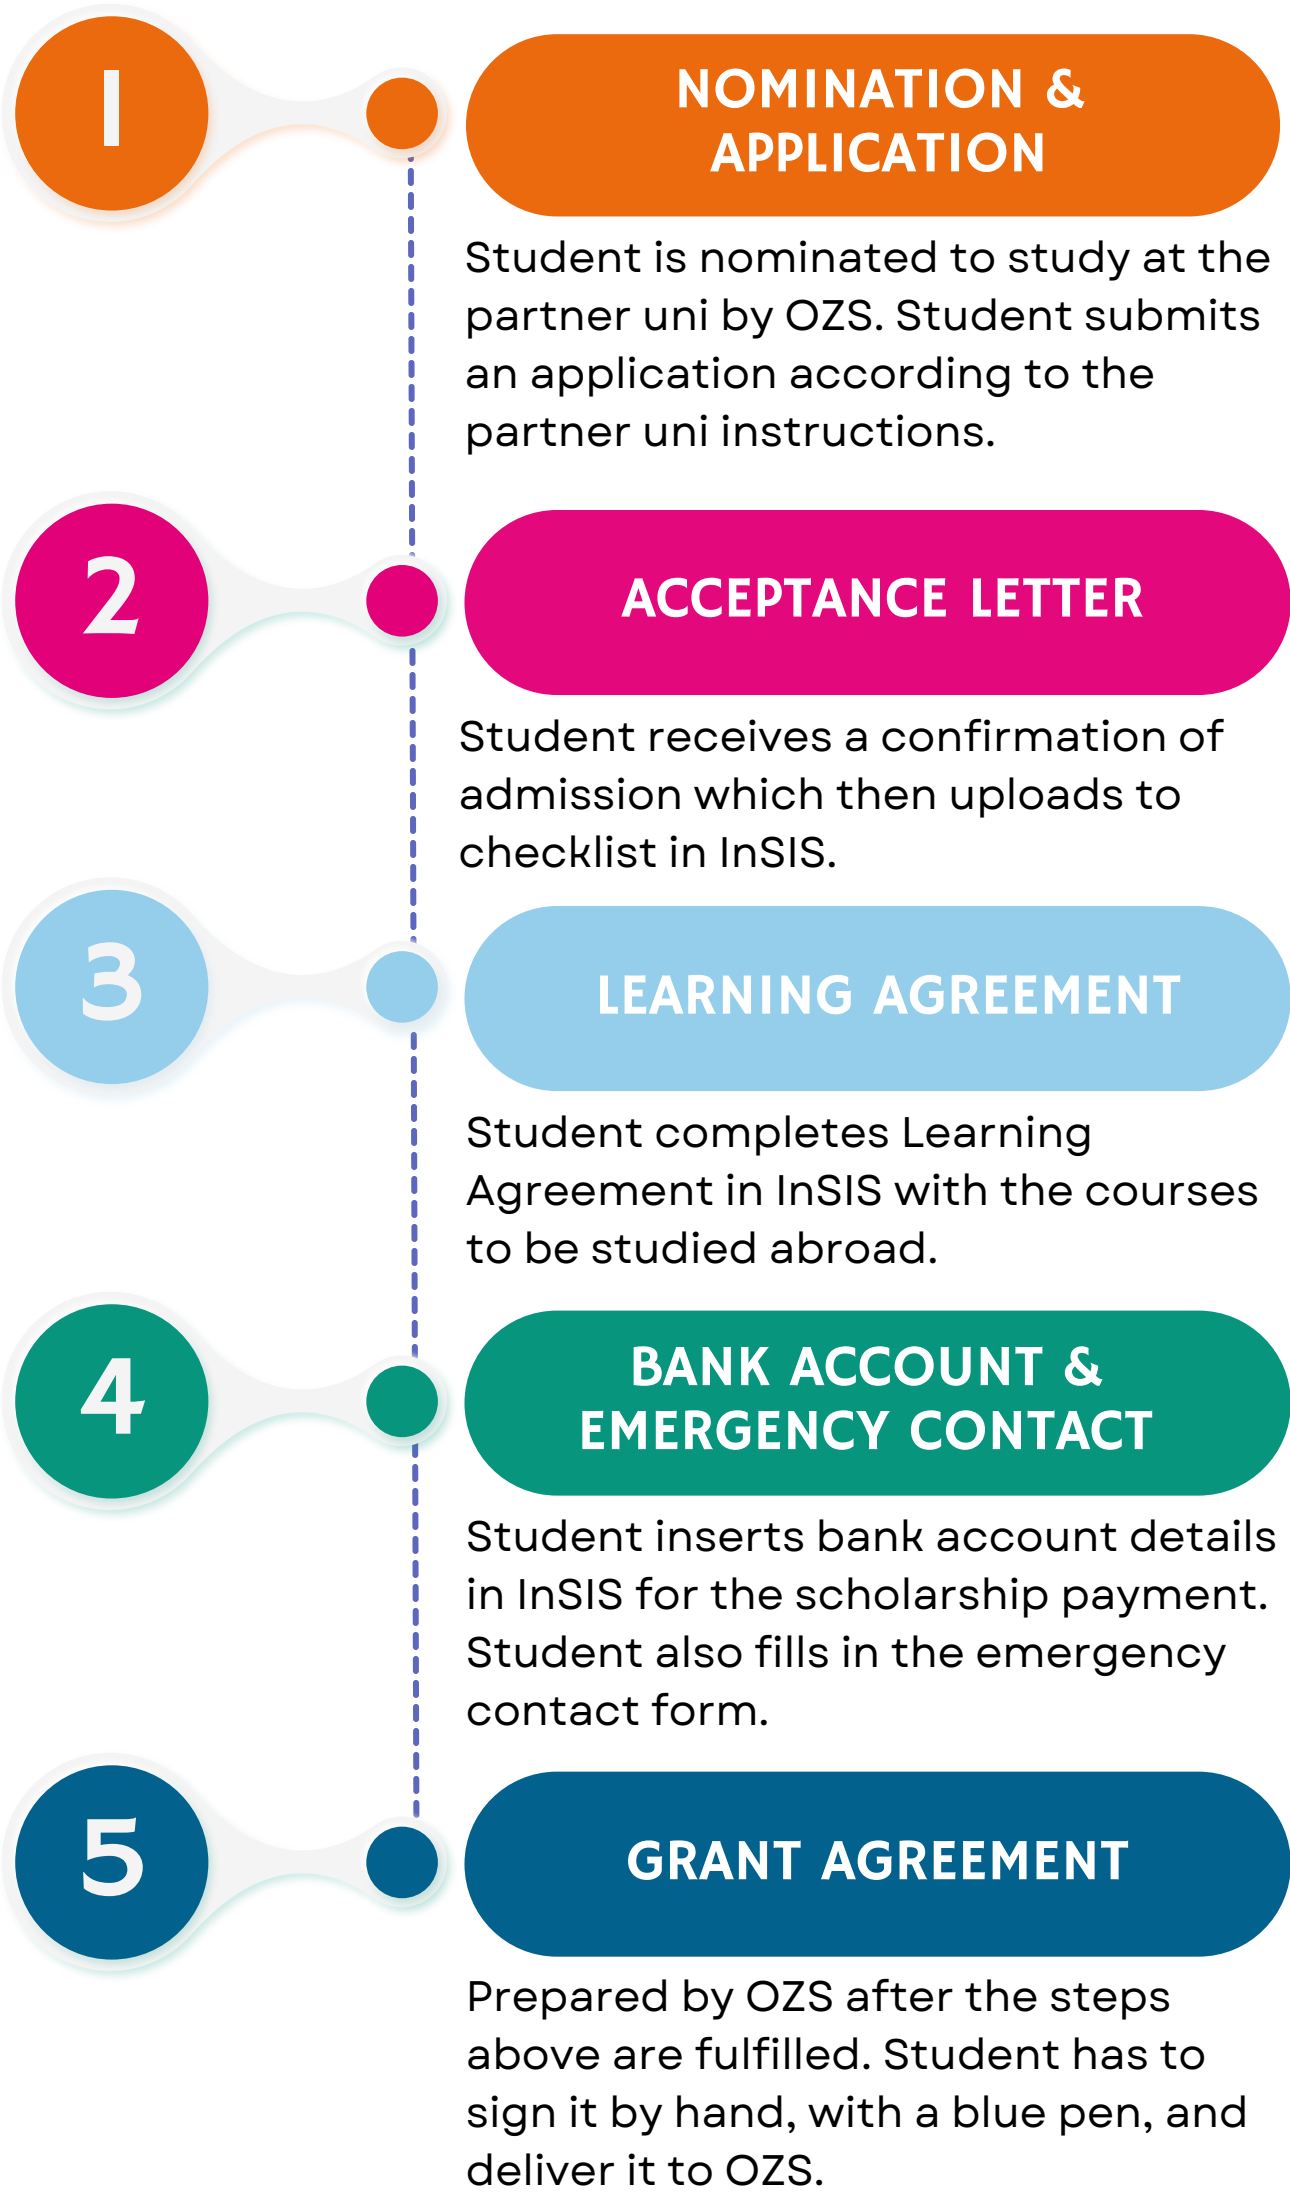 1
NOMINATION &
APPLICATION
Student is nominated to study at the
partner uni by OZS. Student submits
an application according to the
partner uni instructions.
2
ACCEPTANCE LETTER
Student receives a confirmation of
admission which then uploads to
checklist in InSIS.
3
LEARNING AGREEMENT
Student completes Learning
Agreement in InSIS with the courses
to be studied abroad.
4
BANK ACCOUNT &
EMERGENCY CONTACT
Student inserts bank account details
in InSIS for the scholarship payment.
Student also fills in the emergency
contact form.
5
GRANT AGREEMENT
Prepared by OZS after the steps
above are fulfilled. Student has to
sign it by hand, with a blue pen, and
deliver it to OZS.